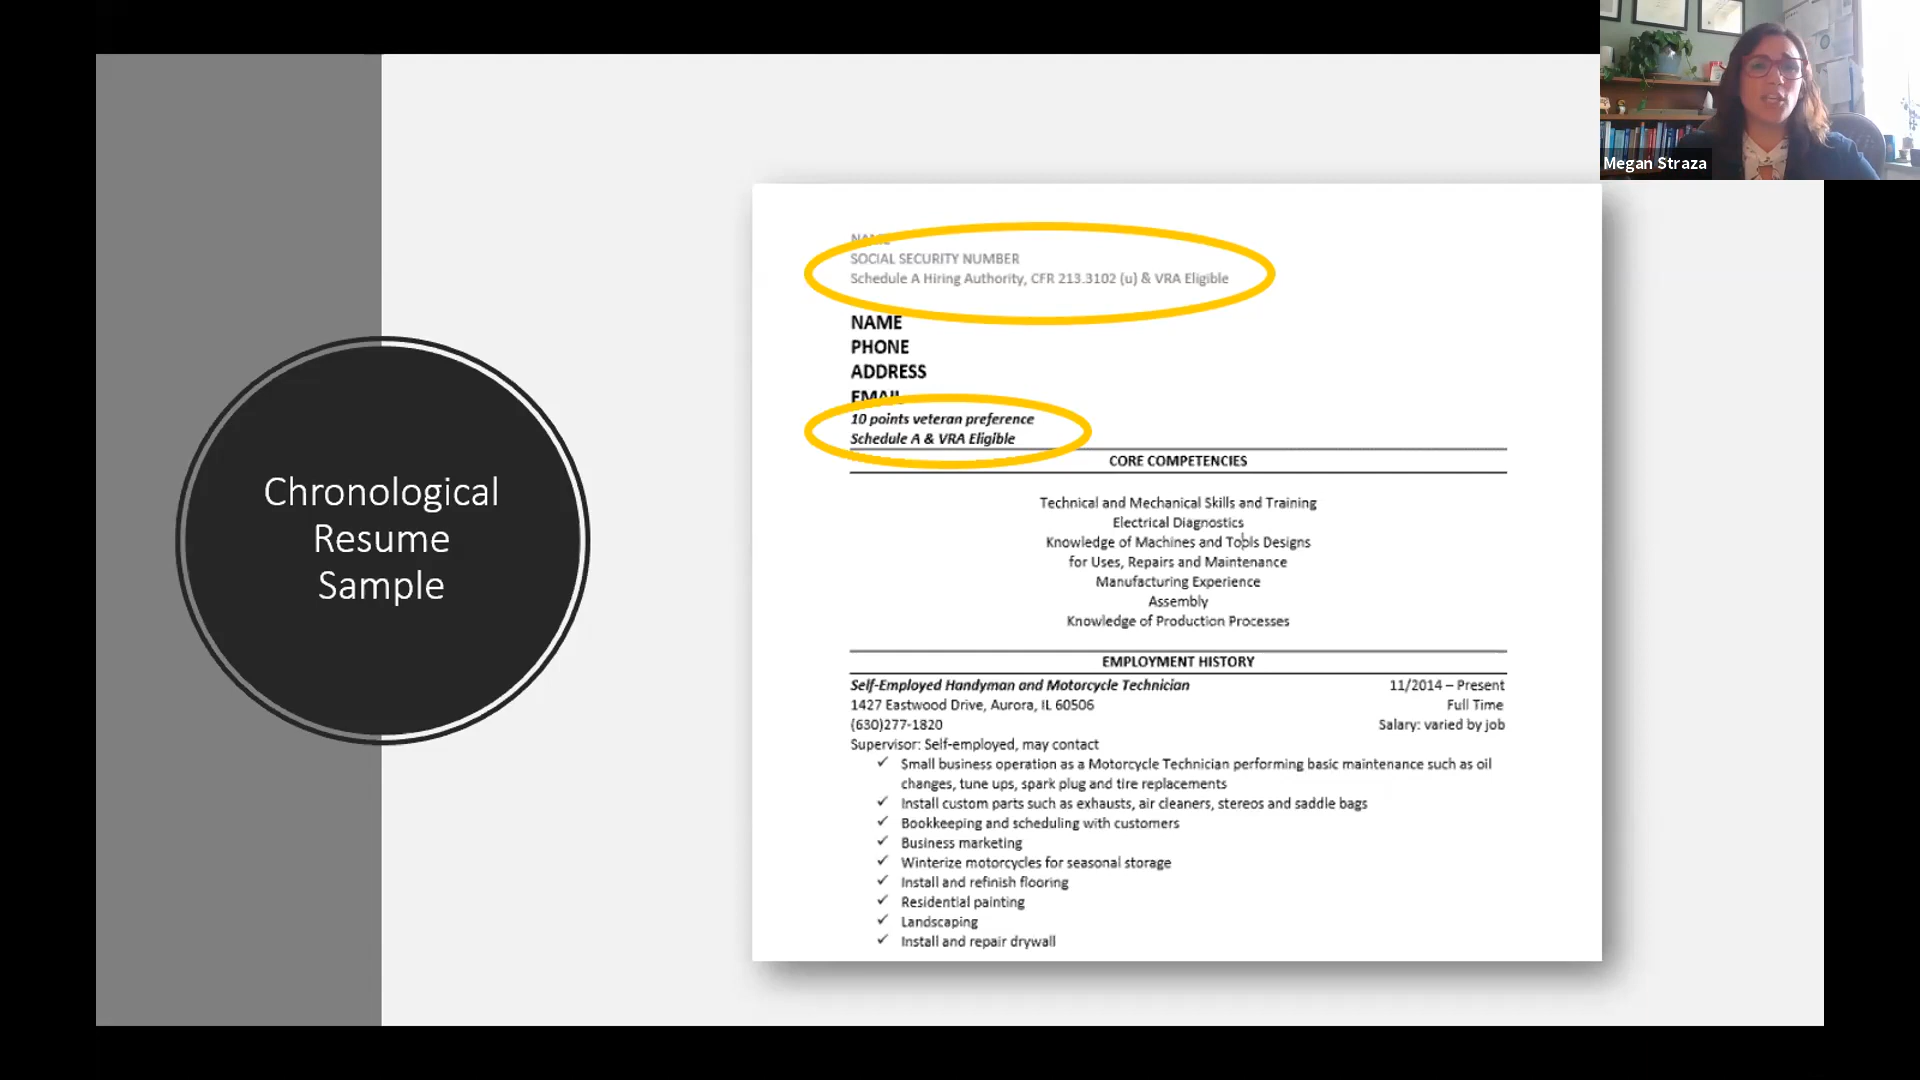 Megan Straza
Chronological
Resume
Sample
NAME
SOCIAL SECURITY NUMBER
Schedule A Hiring Authority, CFR 213.3102 (u) & VRA Eligible
NAME
PHONE
ADDRESS
EMAIL
10 points veteran preference
Schedule A & VRA Eligible
CORE COMPETENCIES
Technical and Mechanical Skills and Training
Electrical Diagnostics
Knowledge of Machines and Tools Designs
for Uses, Repairs and Maintenance
Manufacturing Experience
Assembly
Knowledge of Production Processes
EMPLOYMENT HISTORY
Self-Employed Handyman and Motorcycle Technician 11/2014 – Present
1427 Eastwood Drive, Aurora, IL 60506 Full Time
(630)277-1820 Salary: varied by job
Supervisor: Self-employed, may contact
✓ Small business operation as a Motorcycle Technician performing basic maintenance such as oil
changes, tune ups, spark plug and tire replacements
✓ Install custom parts such as exhausts, air cleaners, stereos and saddle bags
✓ Bookkeeping and scheduling with customers
✓ Business marketing
✓ Winterize motorcycles for seasonal storage
✓ Install and refinish flooring
✓ Residential painting
✓ Landscaping
✓ Install and repair drywall